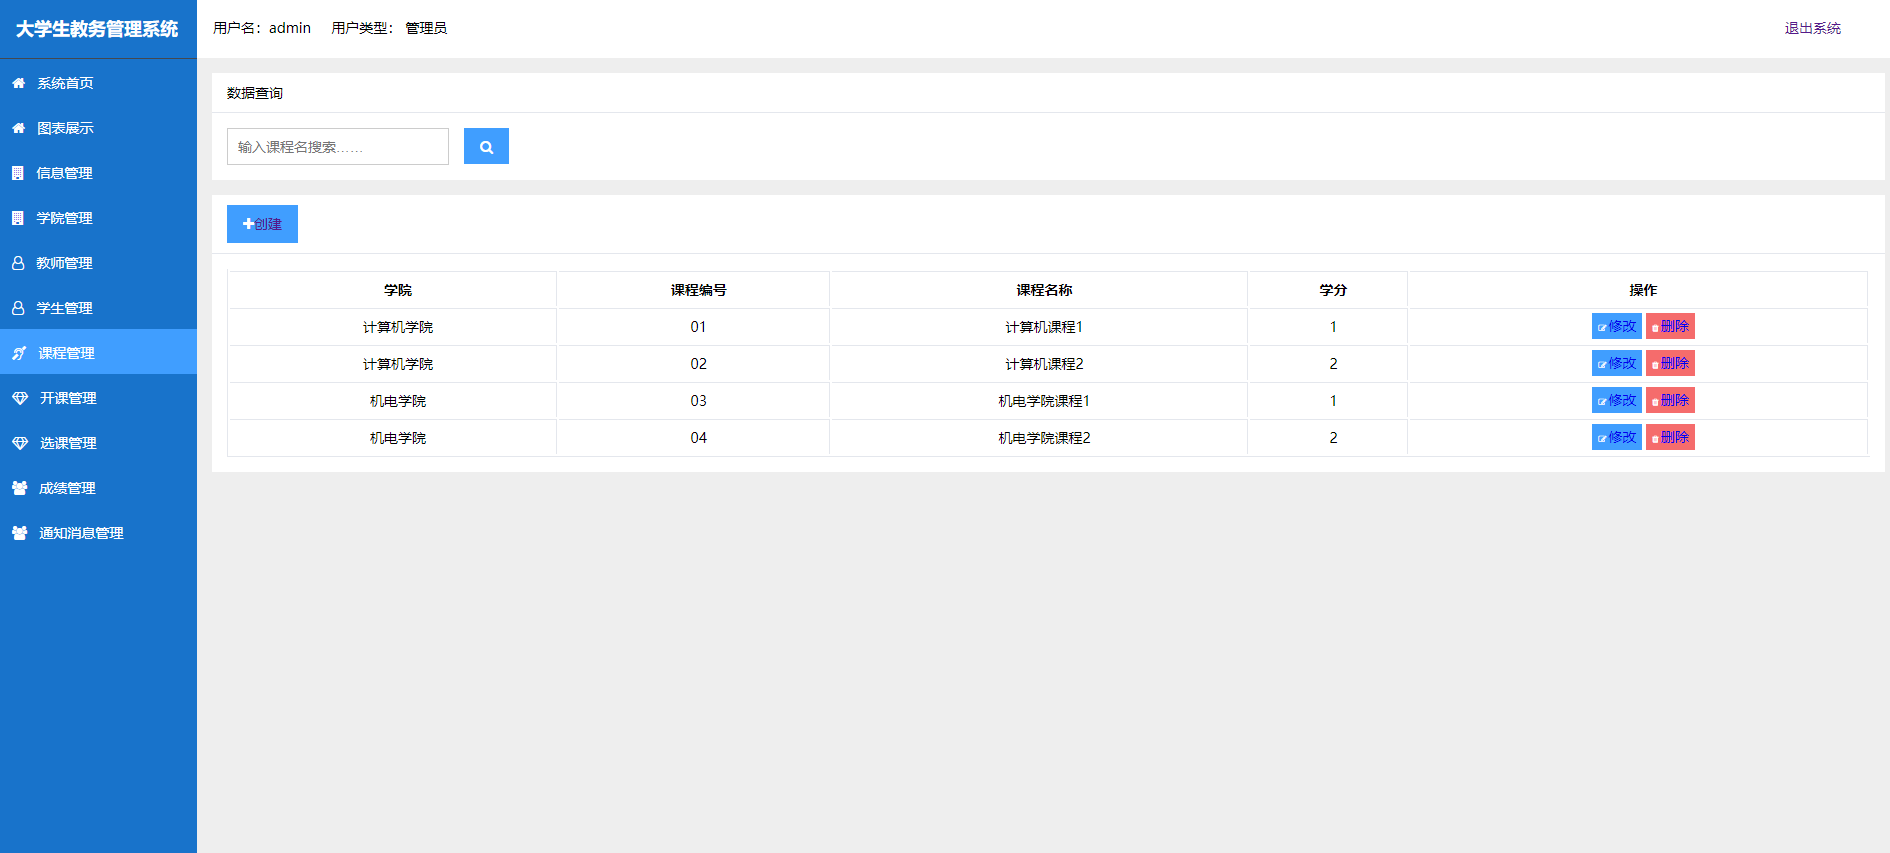 大学生教务管理系统
用户名：admin 用户类型： 管理员
退出系统
系统首页
图表展示
信息管理
学院管理
教师管理
学生管理
课程管理
开课管理
选课管理
成绩管理
通知消息管理
数据查询
输入课程名搜索……
创建
学院 课程编号 课程名称 学分 操作
计算机学院 01 计算机课程1 1 修改 删除
计算机学院 02 计算机课程2 2 修改 删除
机电学院 03 机电学院课程1 1 修改 删除
机电学院 04 机电学院课程2 2 修改 删除